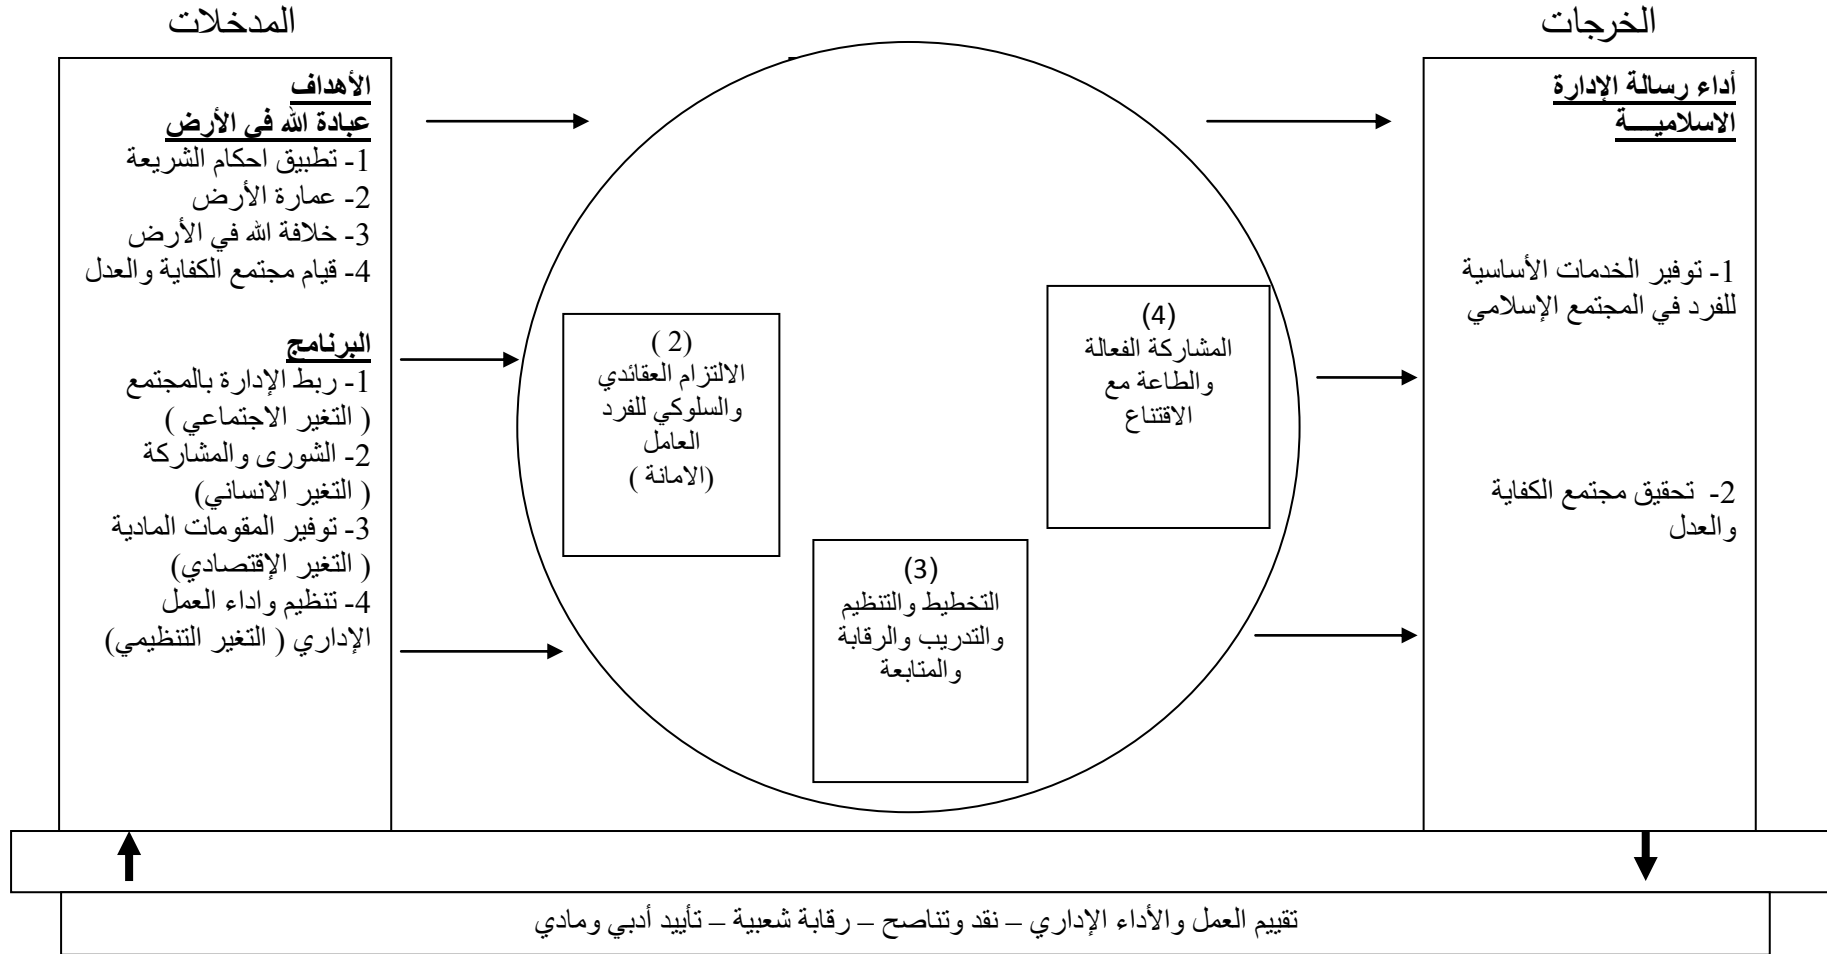 المدخلات
الأهداف
عبادة الله في الأرض
1- تطبيق احكام الشريعة
2- عمارة الأرض
3- خلافة الله في الأرض
4- قيام مجتمع الكفاية والعدل
البرنامج
1- ربط الإدارة بالمجتمع
( التغير الاجتماعي )
2- الشورى والمشاركة
( التغير الانساني)
3- توفير المقومات المادية
( التغير الإقتصادي)
4- تنظيم واداء العمل
الإداري ( التغير التنظيمي)
(2 )
الالتزام العقائدي
والسلوكي للفرد
العامل
(الامانة )
(3)
التخطيط والتنظيم
والتدريب والرقابة
والمتابعة
(4)
المشاركة الفعالة
والطاعة مع
الاقتناع
الخرجات
أداء رسالة الإدارة
الاسلاميـــــة
1- توفير الخدمات الأساسية
للفرد في المجتمع الإسلامي
2- تحقيق مجتمع الكفاية
والعدل
تقييم العمل والأداء الإداري – نقد وتناصح – رقابة شعبية – تأييد أدبي ومادي